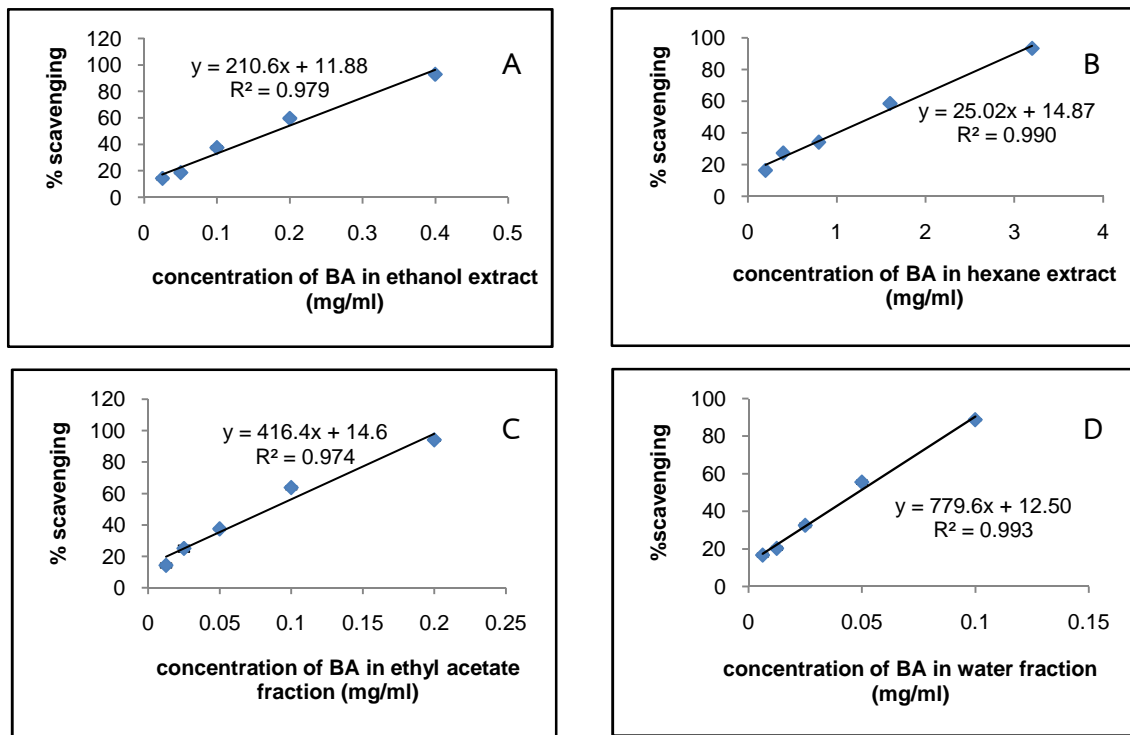 A
% scavenging
120
100
80
60
40
20
0
y = 210.6x + 11.88
R² = 0.979
0 0.1 0.2 0.3 0.4 0.5
concentration of BA in ethanol extract
(mg/ml)
B
% scavenging
100
80
60
40
20
0
y = 25.02x + 14.87
R² = 0.990
0 1 2 3 4
concentration of BA in hexane extract
(mg/ml)
C
% scavenging
120
100
80
60
40
20
0
y = 416.4x + 14.6
R² = 0.974
0 0.05 0.1 0.15 0.2 0.25
concentration of BA in ethyl acetate
fraction (mg/ml)
D
%scavenging
100
80
60
40
20
0
y = 779.6x + 12.50
R² = 0.993
0 0.05 0.1 0.15
concentration of BA in water fraction
(mg/ml)